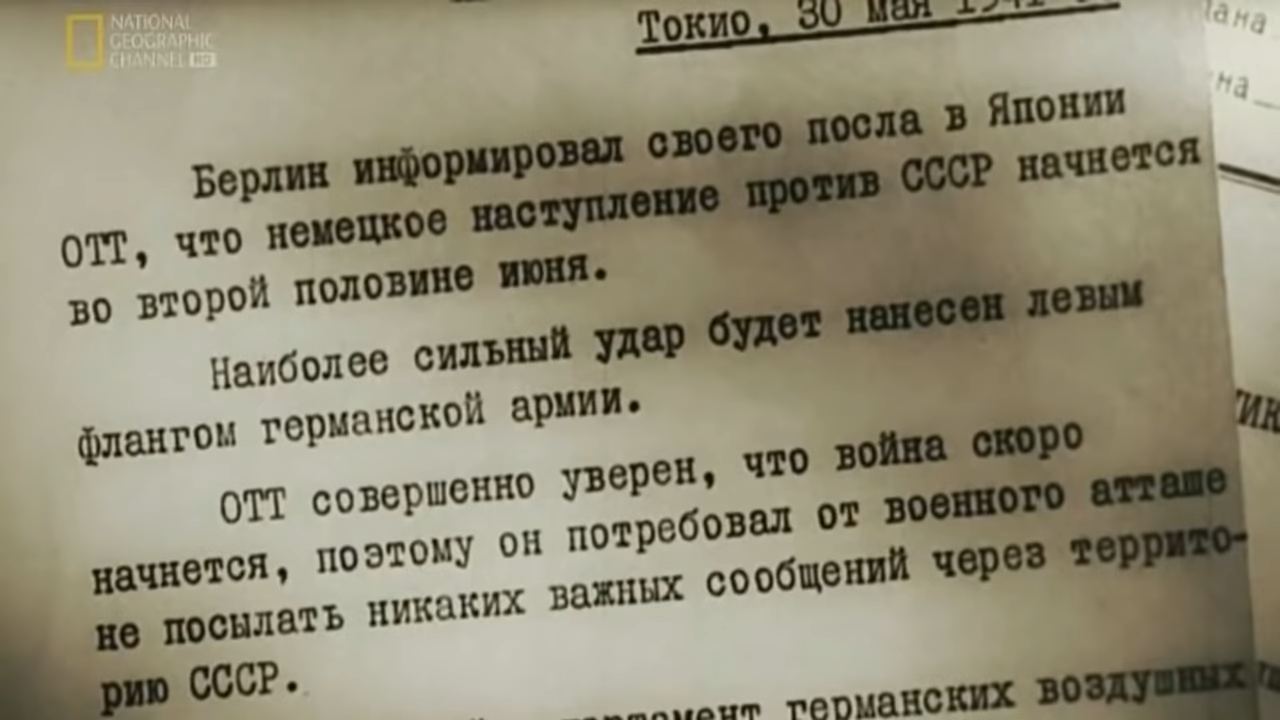 NATIONAL
GEOGRAPHIC
CHANNEL HD
Токио, 30 мая
Берлин информировал своего посла в Японии
ОТТ, что немецкое наступление против СССР начнется
во второй половине июня.
Наиболее сильный удар будет нанесен левым
флангом германской армии.
ОТТ совершенно уверен, что война скоро
начнется, поэтому он потребовал от военного атташе
не посылать никаких важных сообщений через террито-
рию СССР.
германских воздушных